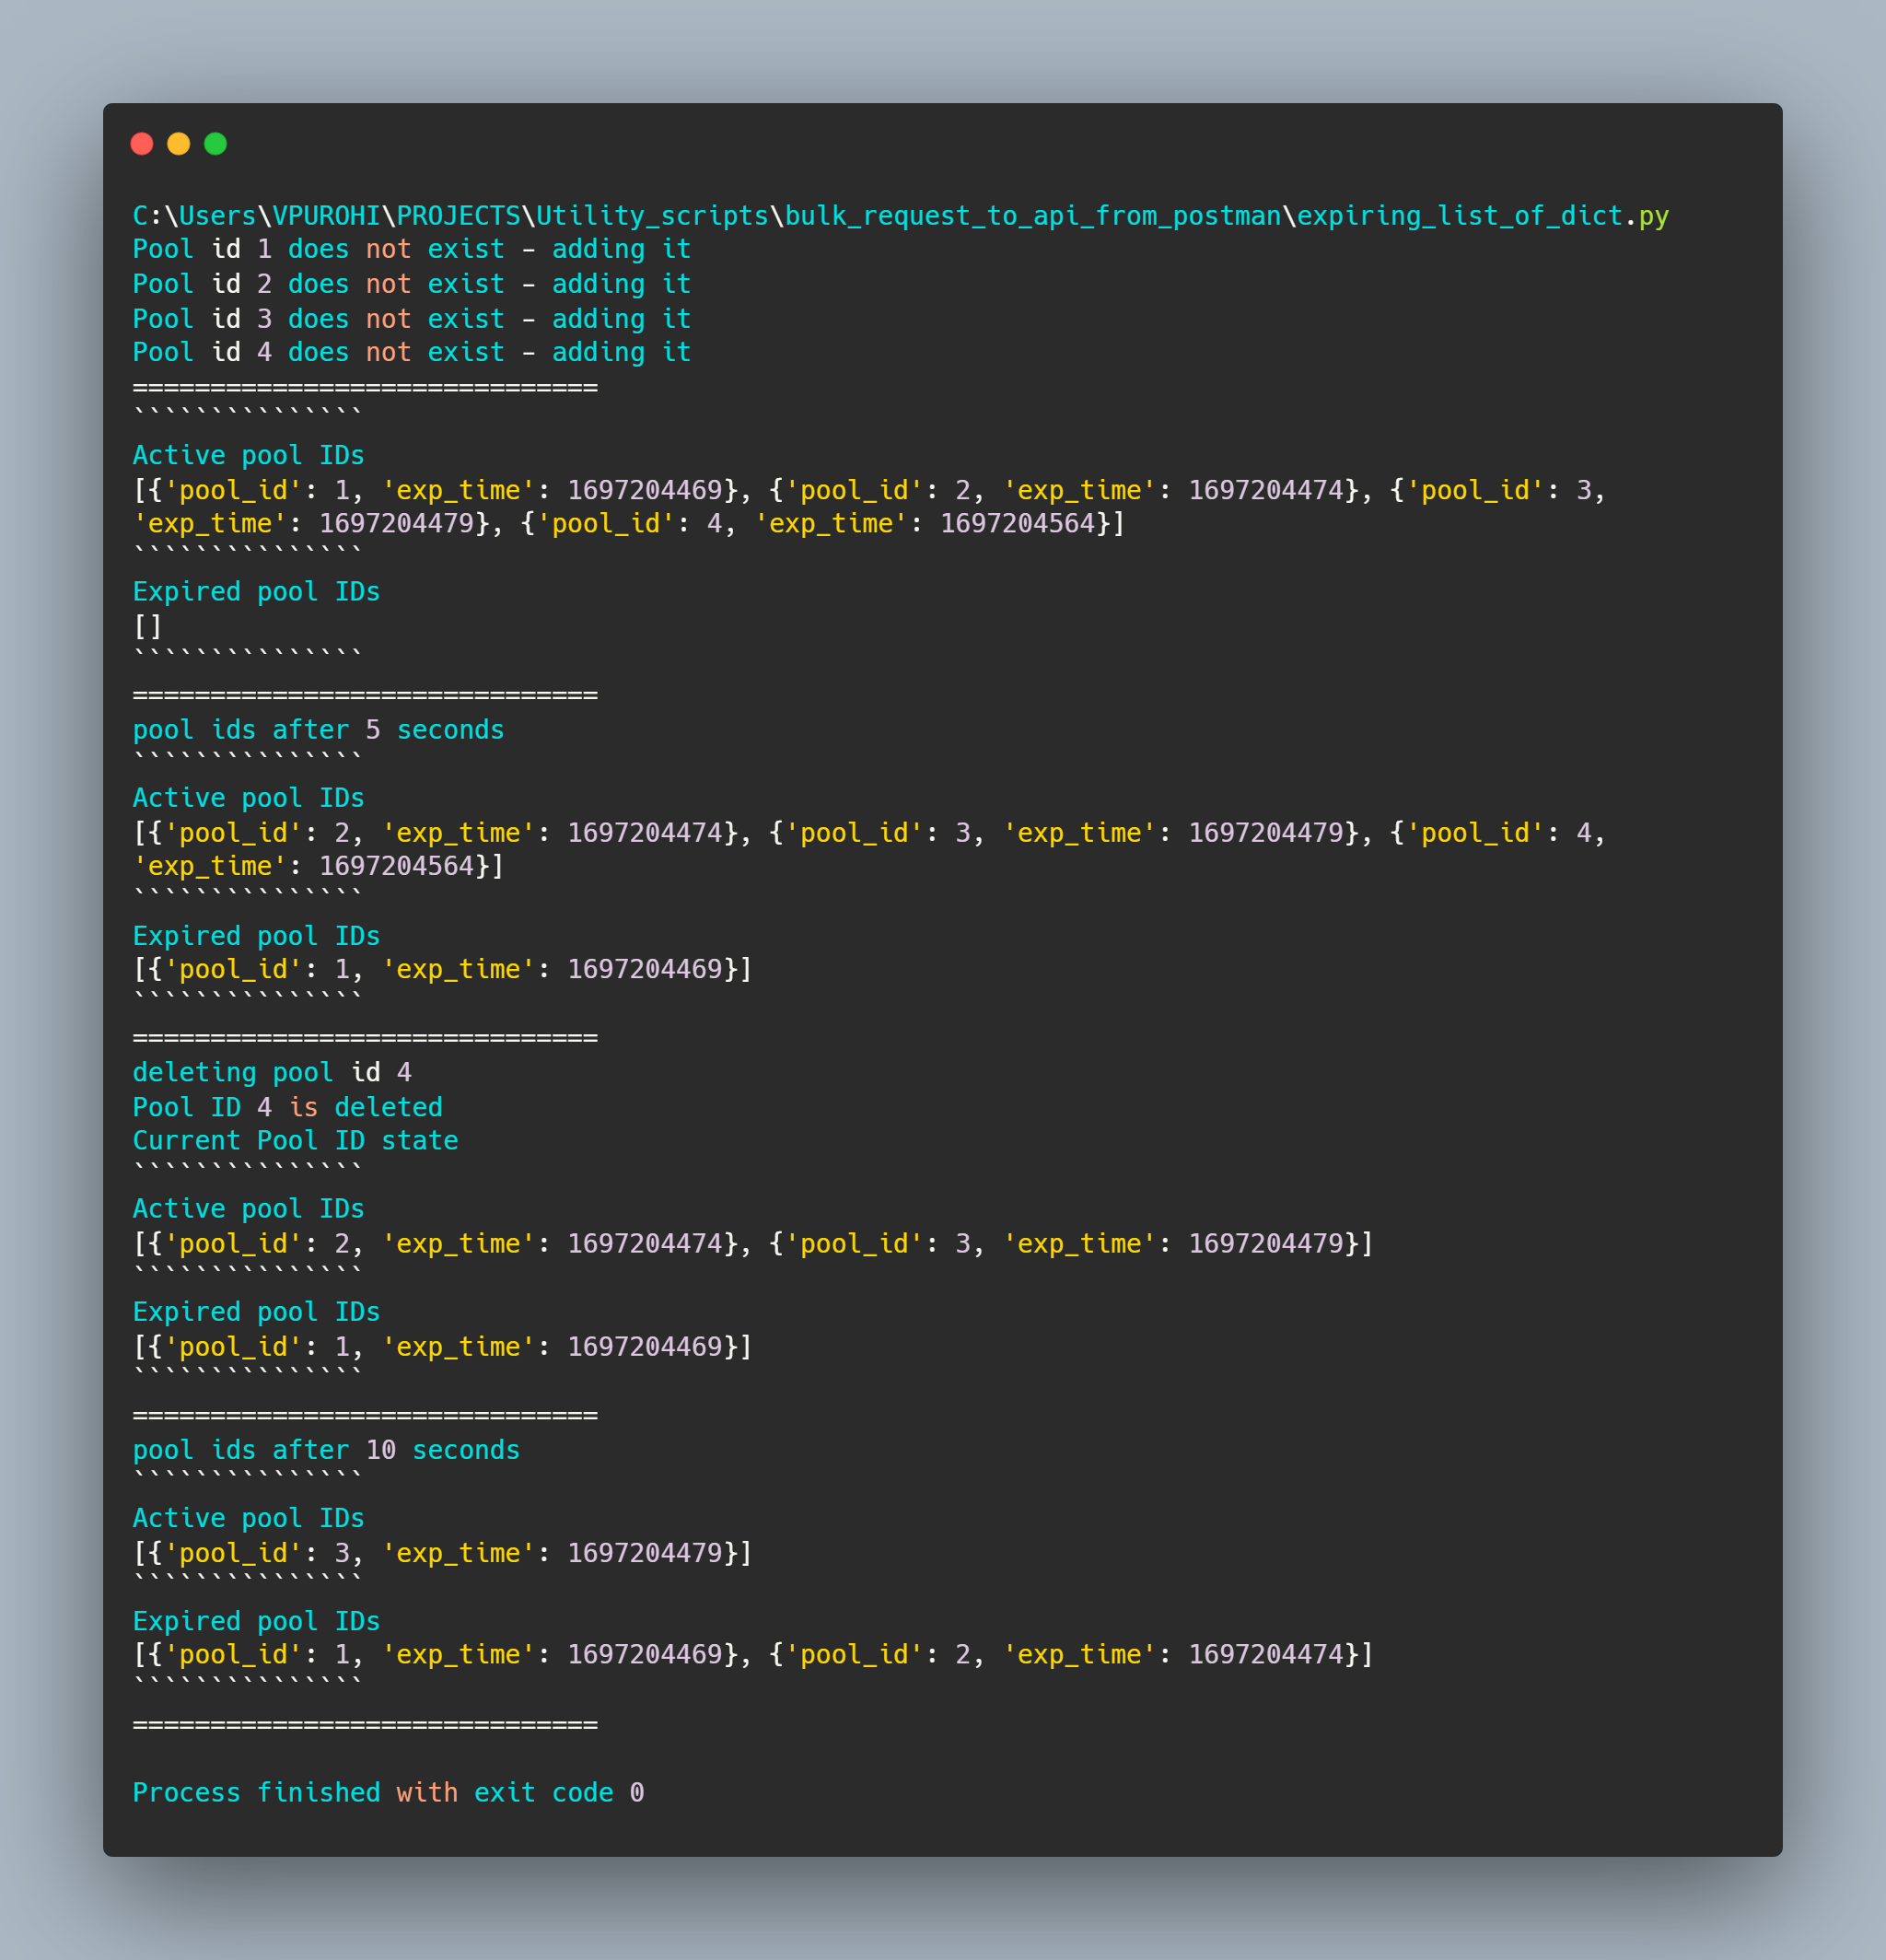 C:\Users\VPUROHI\PROJECTS\Utility_scripts\bulk_request_to_api_from_postman\expiring_list_of_dict.py
Pool id 1 does not exist - adding it
Pool id 2 does not exist - adding it
Pool id 3 does not exist - adding it
Pool id 4 does not exist - adding it
==============================
```````````````
Active pool IDs
[{'pool_id': 1, 'exp_time': 1697204469}, {'pool_id': 2, 'exp_time': 1697204474}, {'pool_id': 3,
'exp_time': 1697204479}, {'pool_id': 4, 'exp_time': 1697204564}]
```````````````
Expired pool IDs
[]
```````````````
==============================
pool ids after 5 seconds
```````````````
Active pool IDs
[{'pool_id': 2, 'exp_time': 1697204474}, {'pool_id': 3, 'exp_time': 1697204479}, {'pool_id': 4,
'exp_time': 1697204564}]
```````````````
Expired pool IDs
[{'pool_id': 1, 'exp_time': 1697204469}]
```````````````
==============================
deleting pool id 4
Pool ID 4 is deleted
Current Pool ID state
```````````````
Active pool IDs
[{'pool_id': 2, 'exp_time': 1697204474}, {'pool_id': 3, 'exp_time': 1697204479}]
```````````````
Expired pool IDs
[{'pool_id': 1, 'exp_time': 1697204469}]
```````````````
==============================
pool ids after 10 seconds
```````````````
Active pool IDs
[{'pool_id': 3, 'exp_time': 1697204479}]
```````````````
Expired pool IDs
[{'pool_id': 1, 'exp_time': 1697204469}, {'pool_id': 2, 'exp_time': 1697204474}]
```````````````
==============================
Process finished with exit code 0